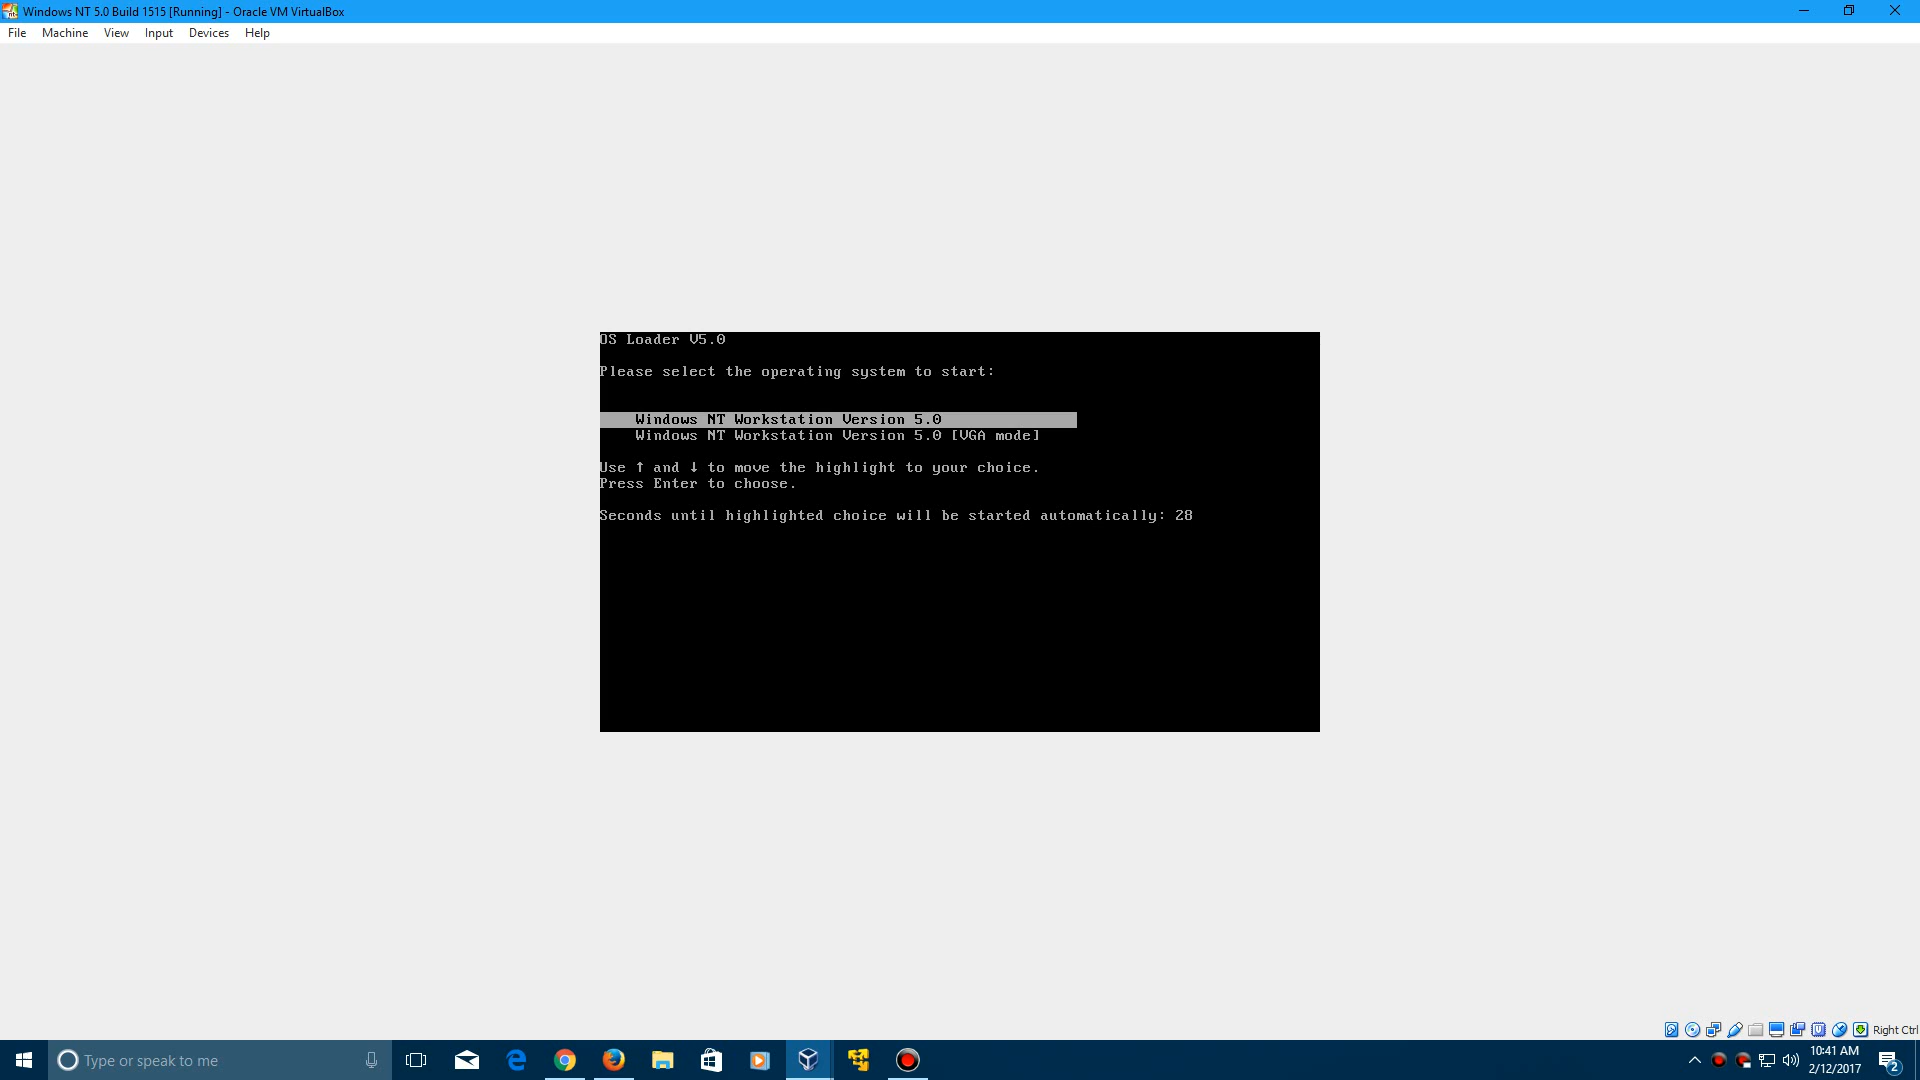 Windows NT 5.0 Build 1515 [Running] - Oracle VM VirtualBox
File Machine View Input Devices Help
OS Loader V5.0
Please select the operating system to start:
Windows NT Workstation Version 5.0
Windows NT Workstation Version 5.0 [VGA mode]
Use ↑ and ↓ to move the highlight to your choice.
Press Enter to choose.
Seconds until highlighted choice will be started automatically: 28
Right Ctrl
Type or speak to me
10:41 AM
2/12/2017
2